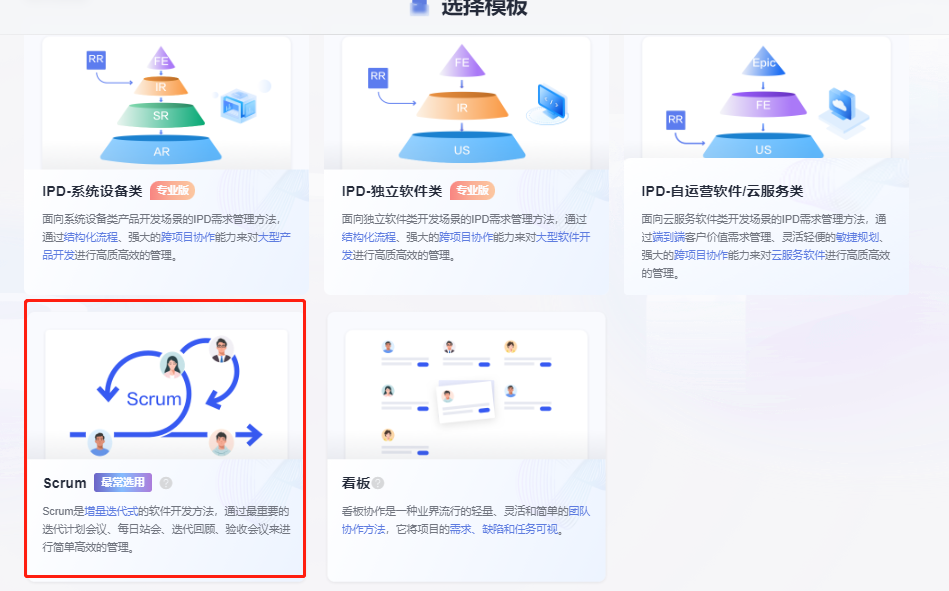 选择模板
RR
FE
IR
SR
AR
IPD-系统设备类 专业版
面向系统设备类产品开发场景的IPD需求管理方法，
通过结构化流程、强大的跨项目协作能力来对大型产
品开发进行高质高效的管理。
RR
FE
IR
US
IPD-独立软件类 专业版
面向独立软件类开发场景的IPD需求管理方法，通过
结构化流程、强大的跨项目协作能力来对大型软件开
发进行高质高效的管理。
Epic
FE
RR
US
IPD-自运营软件/云服务类
面向云服务软件类开发场景的IPD需求管理方法，通
过端到端客户价值需求管理、灵活轻便的敏捷规划、
强大的跨项目协作能力来对云服务软件进行高质高效
的管理。
Scrum
Scrum 最常选用 ?
Scrum是增量迭代式的软件开发方法，通过最重要的
迭代计划会议、每日站会、迭代回顾、验收会议来进
行简单高效的管理。
看板 ?
看板协作是一种业界流行的轻量、灵活和简单的团队
协作方法，它将项目的需求、缺陷和任务可视。